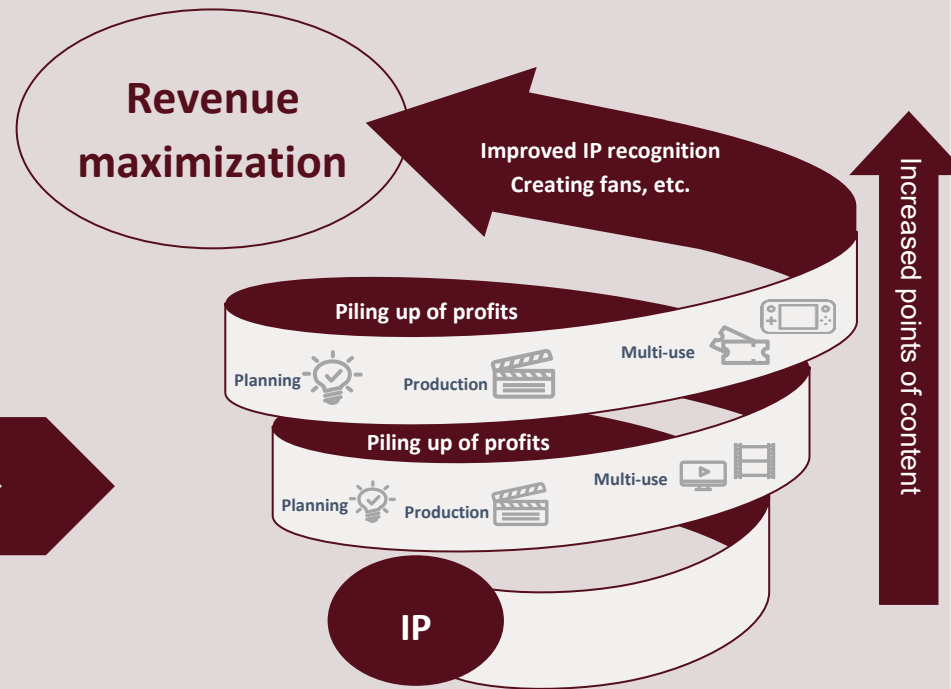 Revenue
maximization
Improved IP recognition
Creating fans, etc.
Increased points of content
Piling up of profits
Planning
Production
Multi-use
Piling up of profits
Planning
Production
Multi-use
IP